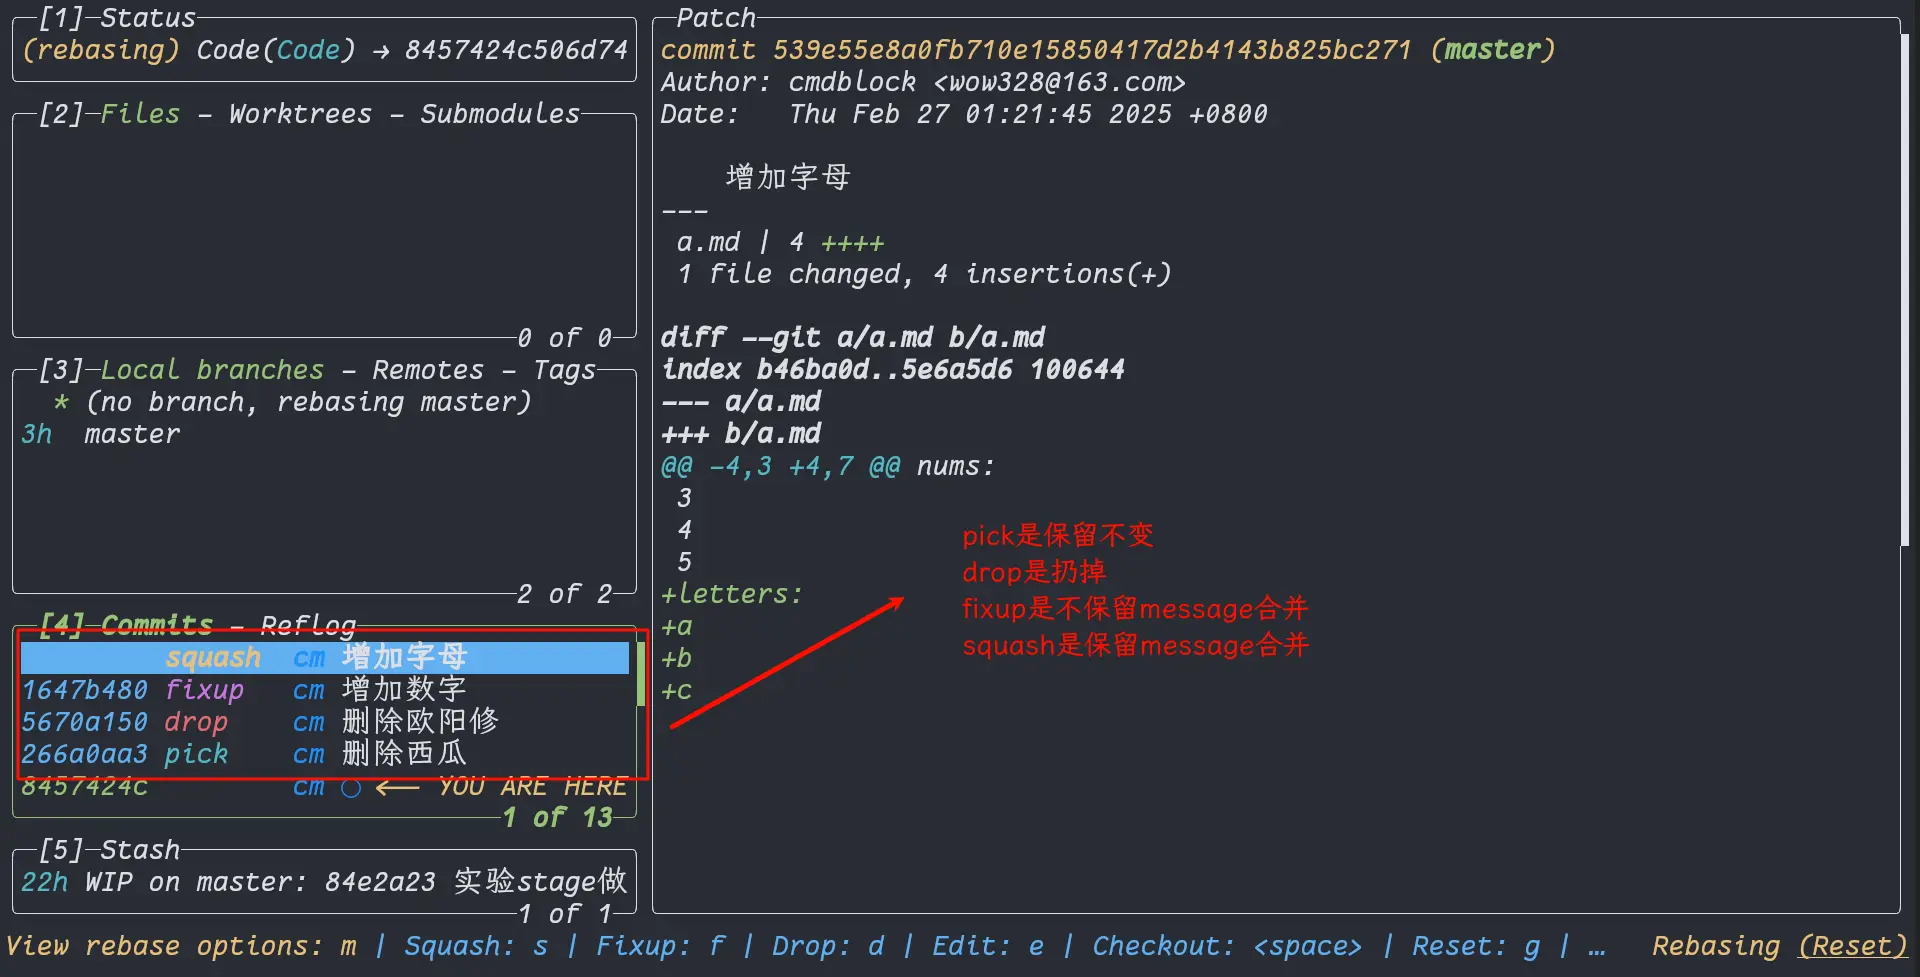 [1] Status
(rebasing) Code(Code) → 8457424c506d74
[2] Files - Worktrees - Submodules
0 of 0
[3] Local branches - Remotes - Tags
* (no branch, rebasing master)
3h master
2 of 2
[4] Commits - Reflog
squash cm 增加字母
1647b480 fixup cm 增加数字
5670a150 drop cm 删除欧阳修
266a0aa3 pick cm 删除西瓜
8457424c cm ◯ <-- YOU ARE HERE
1 of 13
[5] Stash
22h WIP on master: 84e2a23 实验stage做
1 of 1
Patch
commit 539e55e8a0fb710e15850417d2b4143b825bc271 (master)
Author: cmdblock <wow328@163.com>
Date: Thu Feb 27 01:21:45 2025 +0800
增加字母
---
a.md | 4 ++++
1 file changed, 4 insertions(+)
diff --git a/a.md b/a.md
index b46ba0d..5e6a5d6 100644
--- a/a.md
+++ b/a.md
@@ -4,3 +4,7 @@ nums:
3
4
5
+letters:
+a
+b
+c
pick是保留不变
drop是扔掉
fixup是不保留message合并
squash是保留message合并
View rebase options: m | Squash: s | Fixup: f | Drop: d | Edit: e | Checkout: <space> | Reset: g | … Rebasing (Reset)